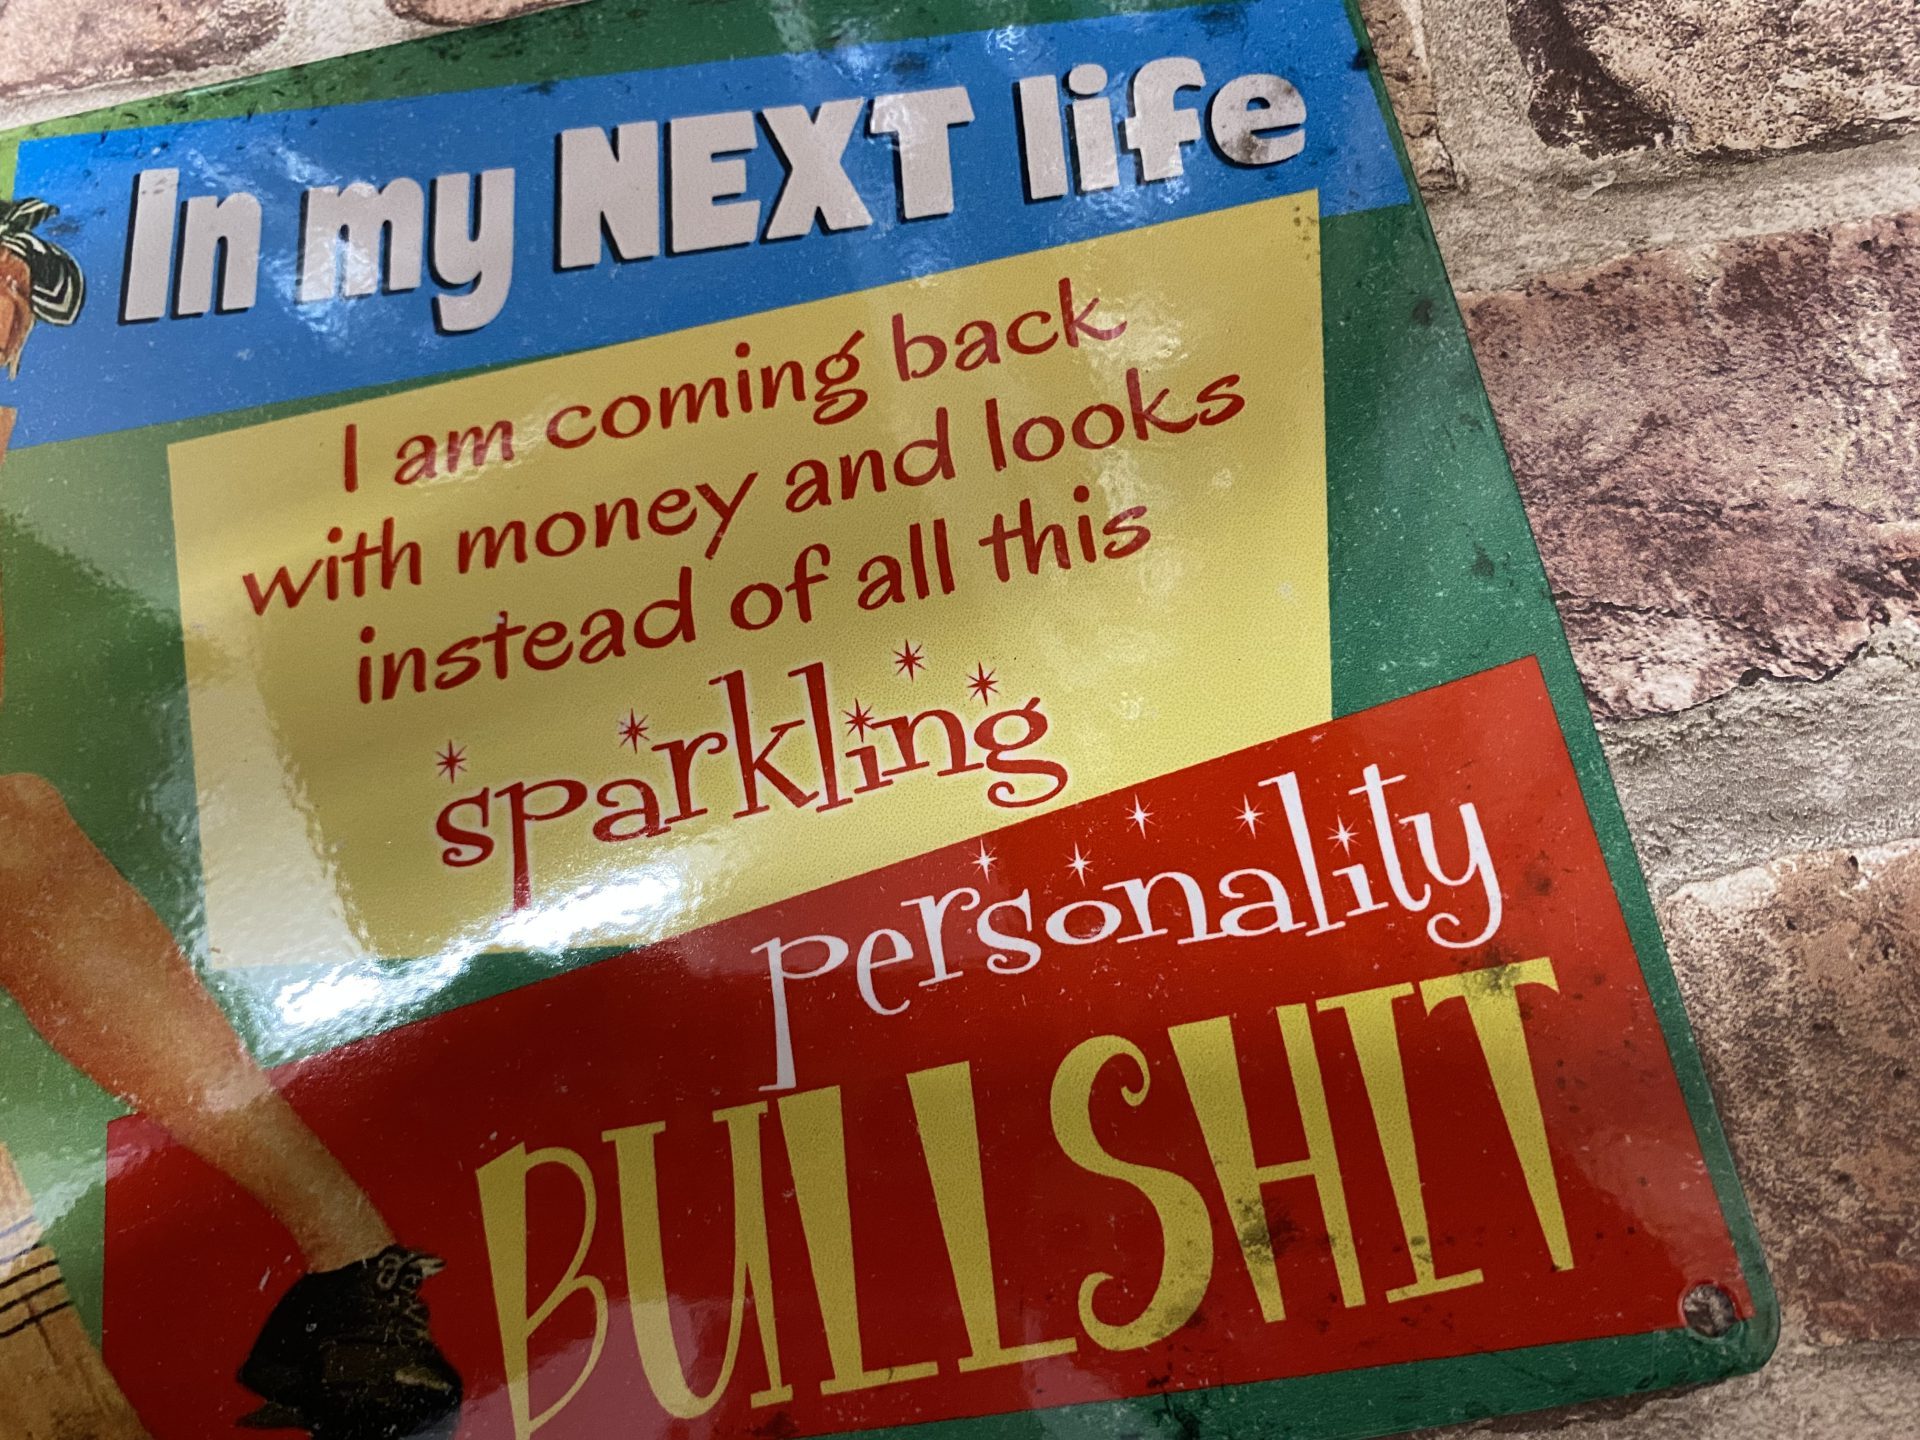 In my NEXT life
I am coming back
with money and looks
instead of all this
sparkling
personality
BULLSHIT